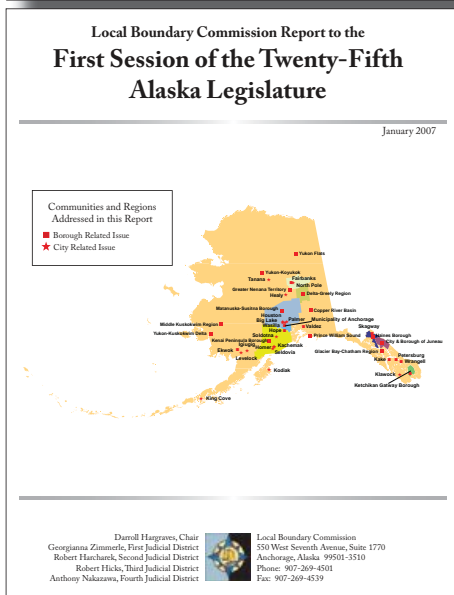 Local Boundary Commission Report to the
First Session of the Twenty-Fifth
Alaska Legislature
January 2007
Communities and Regions
Addressed in this Report
Borough Related Issue
City Related Issue
Yukon Flats
Yukon-Koyukok
Tanana
Fairbanks
North Pole
Greater Nenana Territory
Healy
Delta-Greely Region
Matanuska-Susitna Borough
Houston
Big Lake
Palmer
Wasilla
Copper River Basin
Municipality of Anchorage
Hope
Valdez
Soldotna
Middle Kuskokwim Region
Yukon-Kuskokwim Delta
Kenai Peninsula Borough
Prince William Sound
Homer
Kachemak
Seldovia
Igiugig
Ekwok
Levelock
Kodiak
King Cove
Skagway
Haines Borough
City & Borough of Juneau
Glacier Bay-Chatham Region
Kake
Petersburg
Wrangell
Klawock
Ketchikan Gatway Borough
Darroll Hargraves, Chair
Georgianna Zimmerle, First Judicial District
Robert Harcharek, Second Judicial District
Robert Hicks, Third Judicial District
Anthony Nakazawa, Fourth Judicial District
Local Boundary Commission
550 West Seventh Avenue, Suite 1770
Anchorage, Alaska 99501-3510
Phone: 907-269-4501
Fax: 907-269-4539